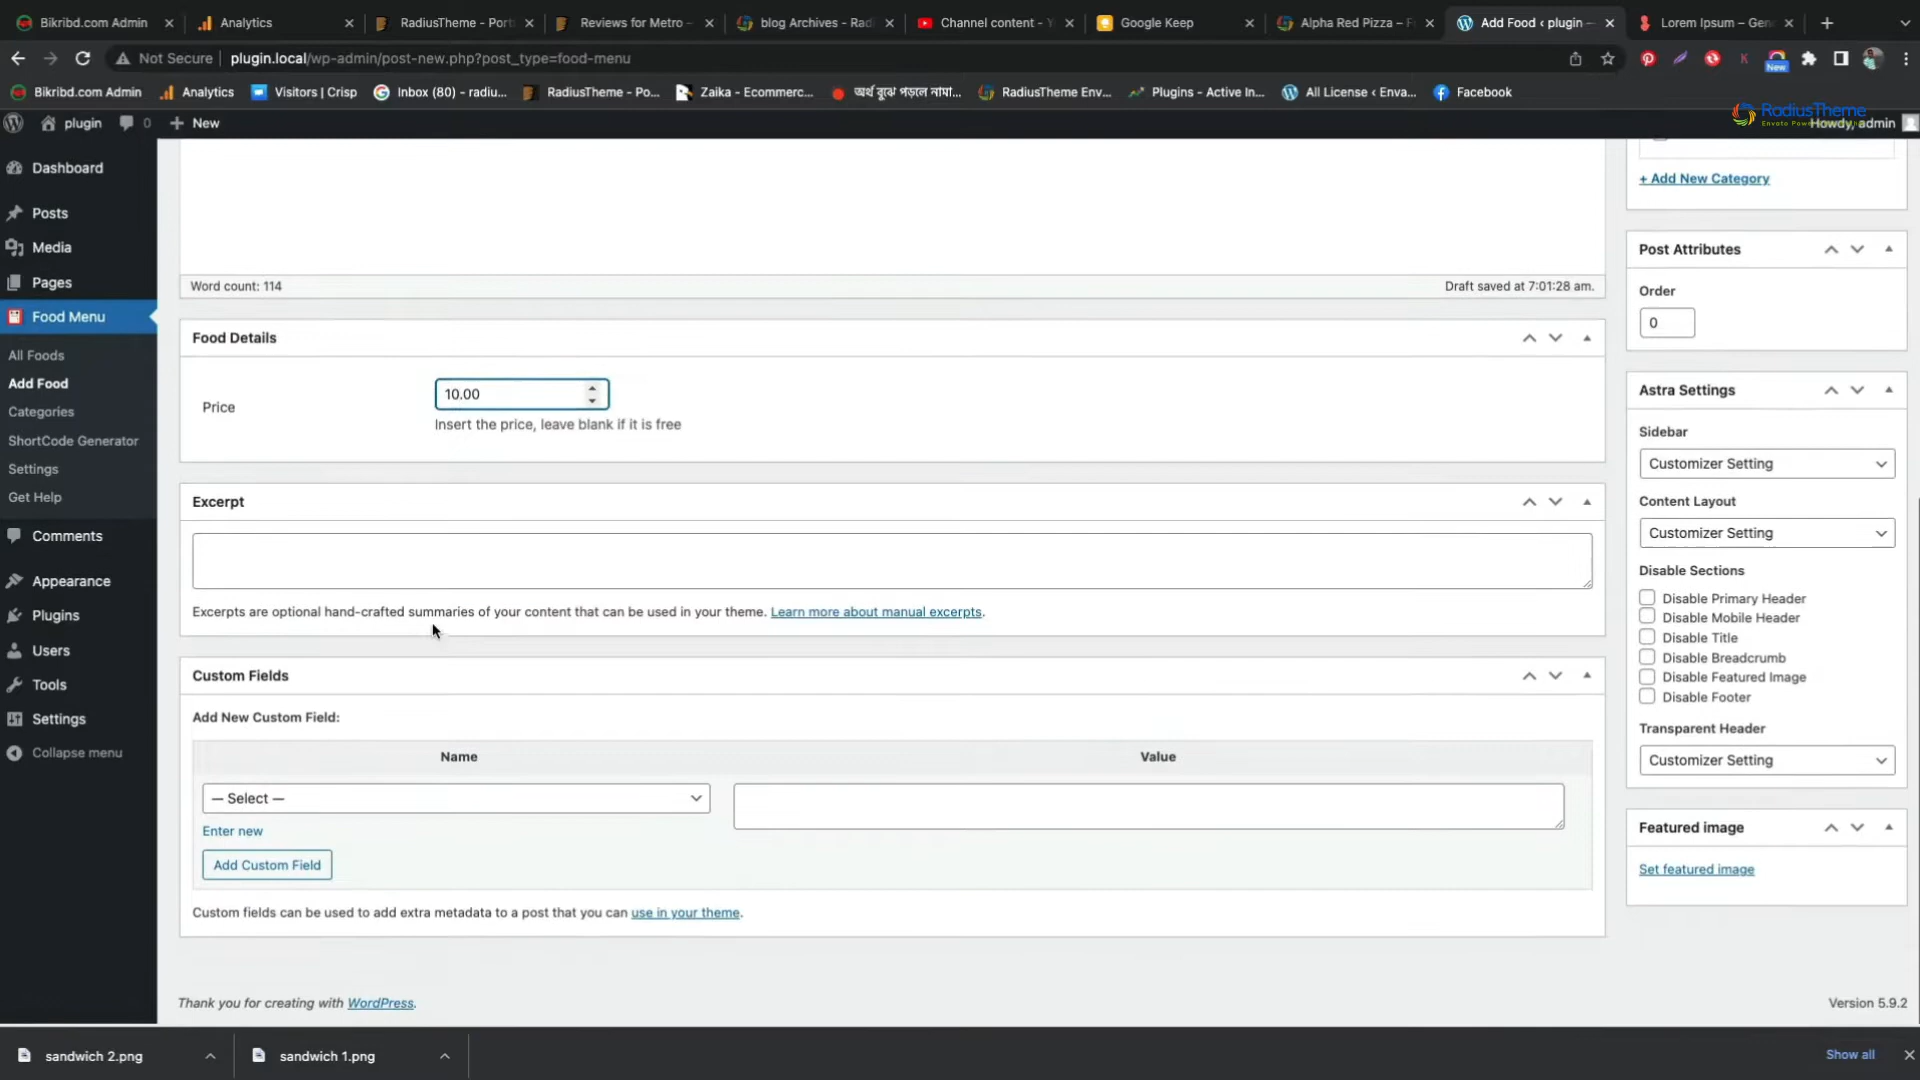 Bikribd.com Admin
Analytics
RadiusTheme - Port
Reviews for Metro -
blog Archives - Rad
Channel content - Y
Google Keep
Alpha Red Pizza – F
Add Food ‹ plugin —
Lorem Ipsum – Gen
Not Secure
plugin.local/wp-admin/post-new.php?post_type=food-menu
Bikribd.com Admin
Analytics
Visitors | Crisp
Inbox (80) - radiu...
RadiusTheme - Po...
Zaika - Ecommerc...
অর্থ বুঝে পড়লে নামা...
RadiusTheme Env...
Plugins - Active In...
All License ‹ Enva...
Facebook
New
plugin
0
New
RadiusTheme
Howdy, admin
Dashboard
Posts
Media
Pages
Food Menu
All Foods
Add Food
Categories
ShortCode Generator
Settings
Get Help
Comments
Appearance
Plugins
Users
Tools
Settings
Collapse menu
Word count: 114
Draft saved at 7:01:28 am.
Food Details
Price
10.00
Insert the price, leave blank if it is free
Excerpt
Excerpts are optional hand-crafted summaries of your content that can be used in your theme. Learn more about manual excerpts.
Custom Fields
Add New Custom Field:
Name
Value
— Select —
Enter new
Add Custom Field
Custom fields can be used to add extra metadata to a post that you can use in your theme.
+ Add New Category
Post Attributes
Order
0
Astra Settings
Sidebar
Customizer Setting
Content Layout
Customizer Setting
Disable Sections
Disable Primary Header
Disable Mobile Header
Disable Title
Disable Breadcrumb
Disable Featured Image
Disable Footer
Transparent Header
Customizer Setting
Featured image
Set featured image
Thank you for creating with WordPress.
Version 5.9.2
sandwich 2.png
sandwich 1.png
Show all